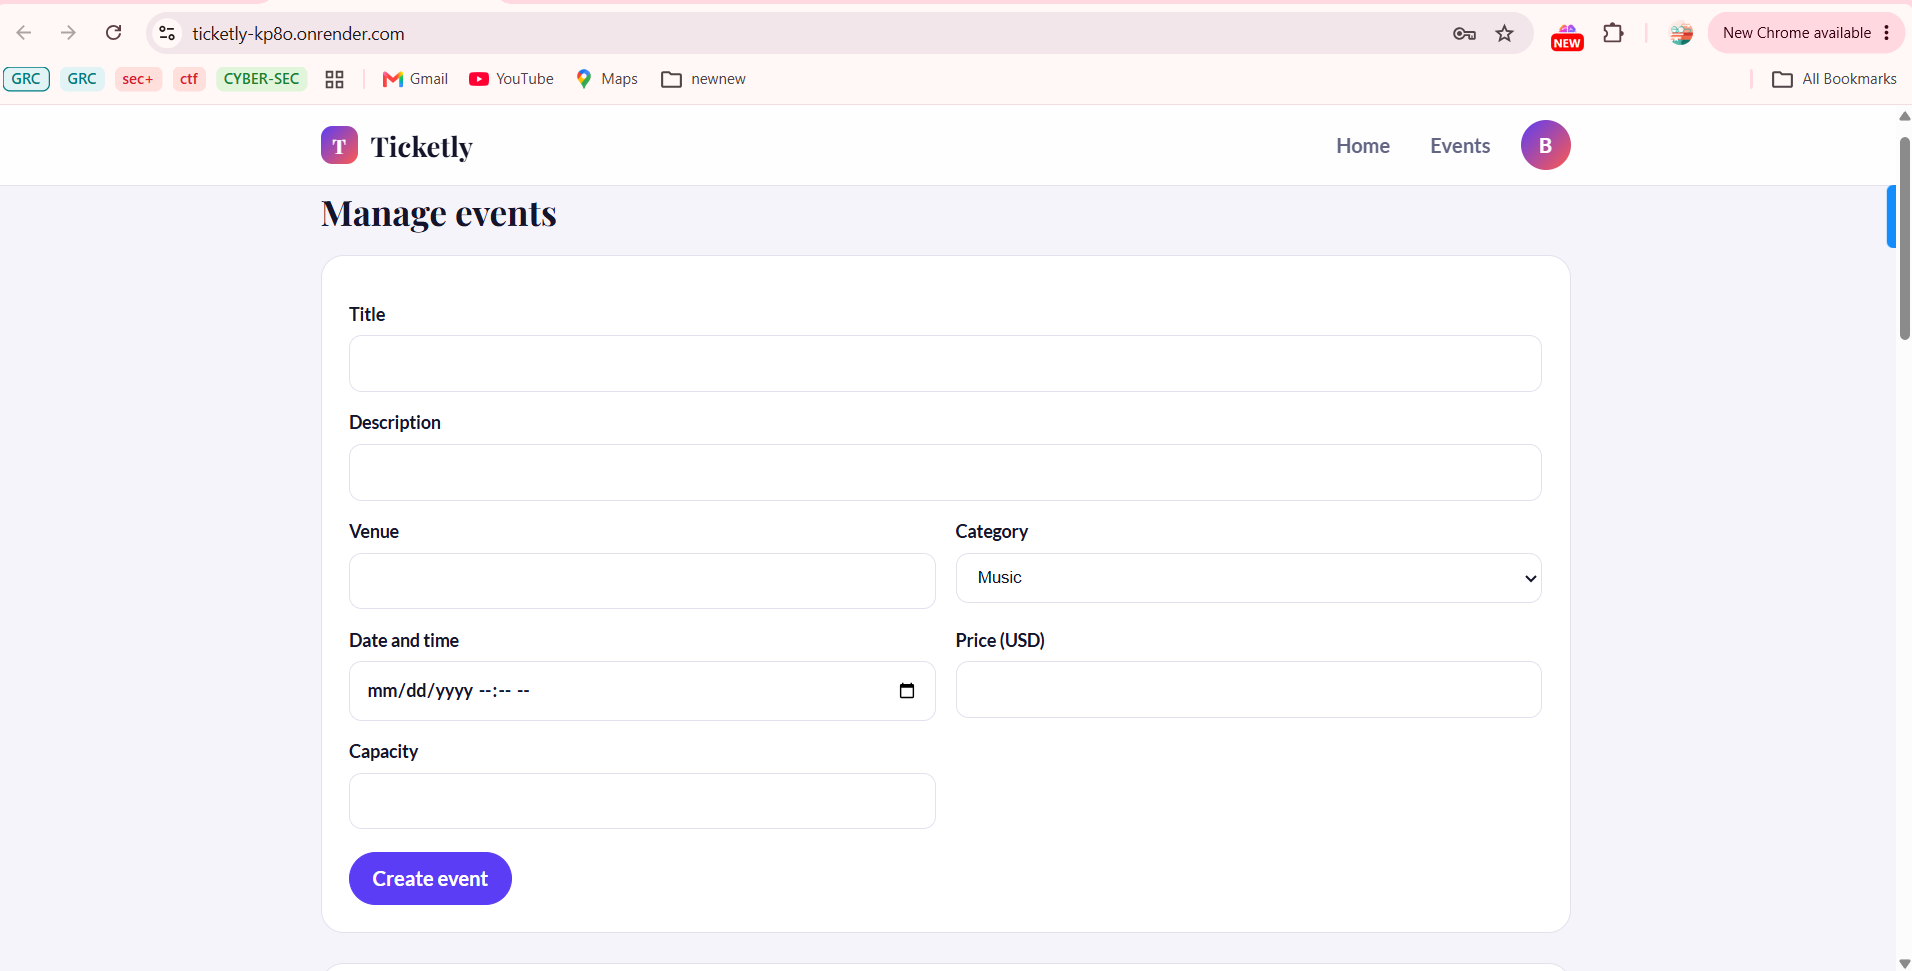 ticketly-kp8o.onrender.com
NEW
New Chrome available
GRC GRC sec+ ctf CYBER-SEC Gmail YouTube Maps newnew All Bookmarks
T Ticketly Home Events B
Manage events
Title
Description
Venue Category
Music
Date and time Price (USD)
mm/dd/yyyy --:-- --
Capacity
Create event